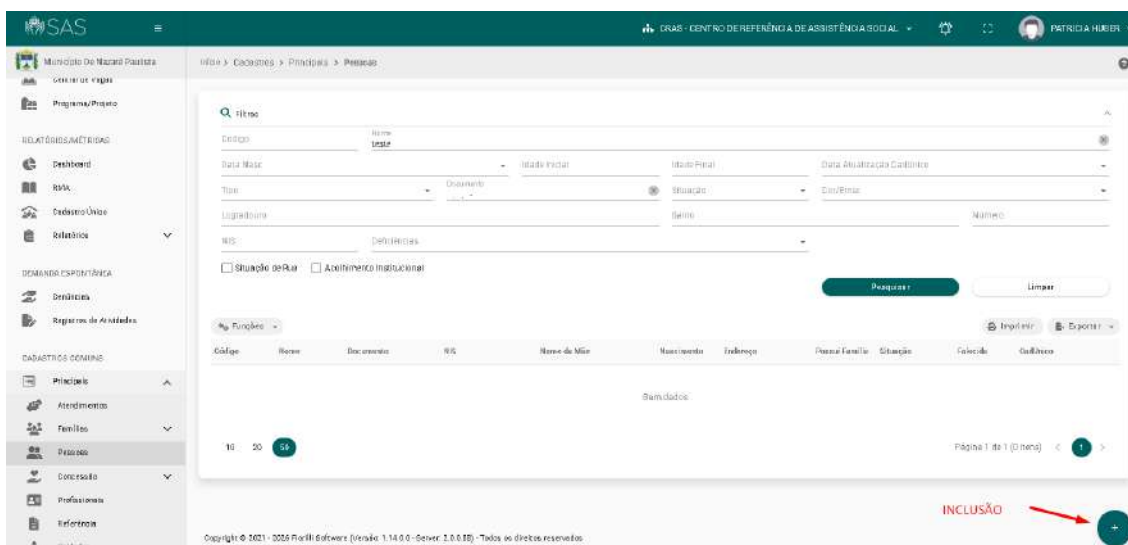 SAS
CRAS - CENTRO DE REFERÊNCIA DE ASSISTÊNCIA SOCIAL
PATRICIA HUBER
Município De Nazaré Paulista
Início > Cadastros > Principais > Pessoas
Central de Vagas
Programa/Projeto
RELATÓRIOS/MÉTRICAS
Dashboard
RMA
Cadastro Único
Relatórios
DEMANDA ESPONTÂNEA
Denúncias
Registros de Atividades
CADASTROS COMUNS
Principais
Atendimentos
Famílias
Pessoas
Concessão
Profissionais
Referência
Filtros
Código
Nome
teste
Data Nasc
Idade Inicial
Idade Final
Data Atualização CadÚnico
Tipo
Documento
Situação
Cor/Etnia
Logradouro
Bairro
Número
NIS
Deficiências
Situação de Rua
Acolhimento Institucional
Pesquisar
Limpar
Funções
Imprimir
Exportar
Código Nome Documento NIS Nome da Mãe Nascimento Endereço Possui Família Situação Falecido CadÚnico
Sem dados
10 20 50
Página 1 de 1 (0 itens) < 1 >
INCLUSÃO
+
Copyright © 2021 - 2026 Fiorilli Software (Versão: 1.14.0.0 - Server: 2.0.0.88) - Todos os direitos reservados